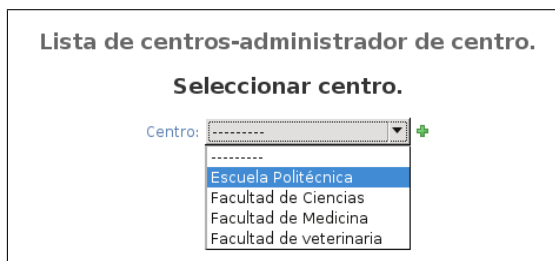 Lista de centros-administrador de centro.
Seleccionar centro.
Centro: ---------
---------
Escuela Politécnica
Facultad de Ciencias
Facultad de Medicina
Facultad de veterinaria